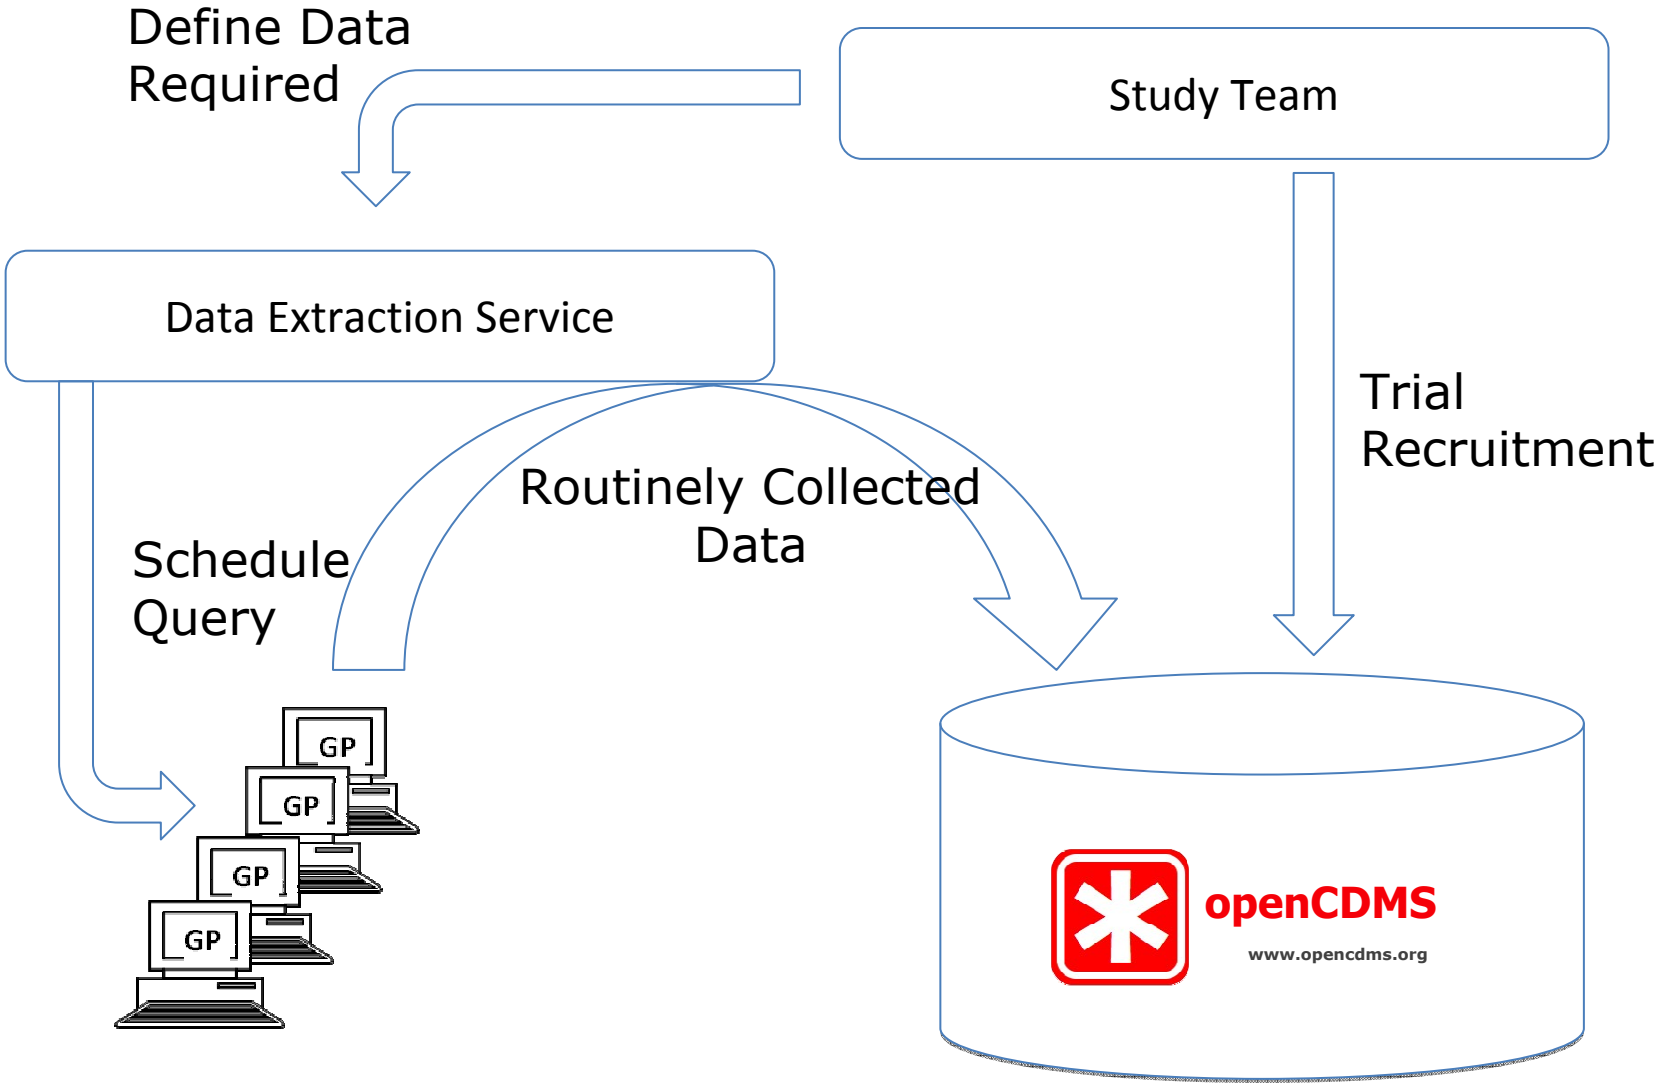 Define Data
Required
Study Team
Data Extraction Service
Trial
Recruitment
Routinely Collected
Data
Schedule
Query
GP
GP
GP
GP
openCDMS
www.opencdms.org